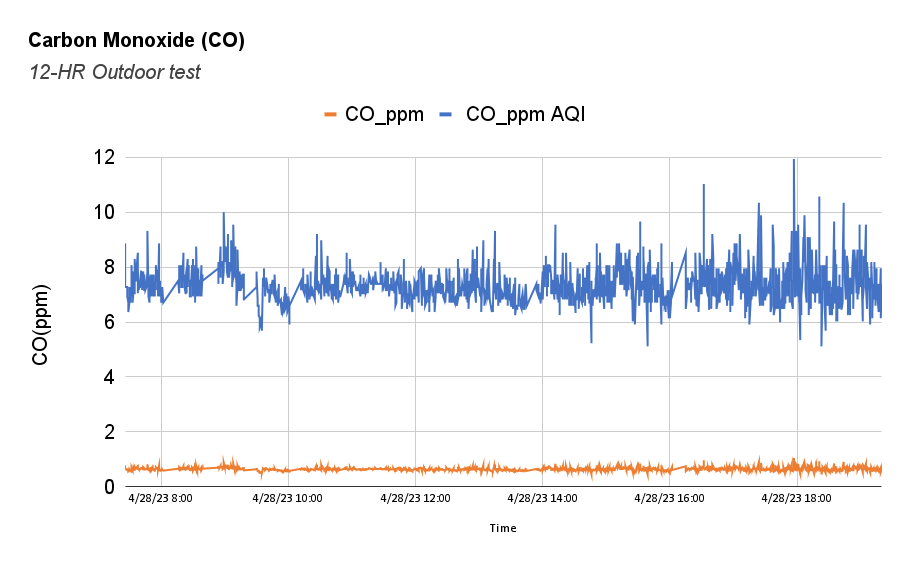 Carbon Monoxide (CO)
12-HR Outdoor test
CO_ppm CO_ppm AQI
12
10
8
6
4
2
0
CO(ppm)
4/28/23 8:00 4/28/23 10:00 4/28/23 12:00 4/28/23 14:00 4/28/23 16:00 4/28/23 18:00
Time